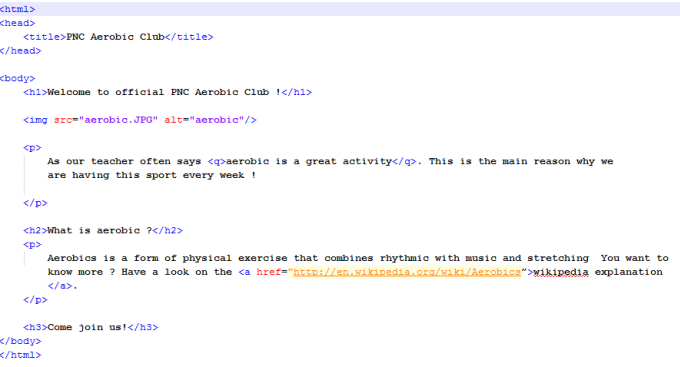 <html>
<head>
<title>PNC Aerobic Club</title>
</head>
<body>
<h1>Welcome to official PNC Aerobic Club !</h1>
<img src="aerobic.JPG" alt="aerobic"/>
<p>
As our teacher often says <q>aerobic is a great activity</q>. This is the main reason why we
are having this sport every week !
</p>
<h2>What is aerobic ?</h2>
<p>
Aerobics is a form of physical exercise that combines rhythmic with music and stretching  You want to
know more ? Have a look on the <a href=“http://en.wikipedia.org/wiki/Aerobics”>wikipedia explanation
</a>.
</p>
<h3>Come join us!</h3>
</body>
</html>